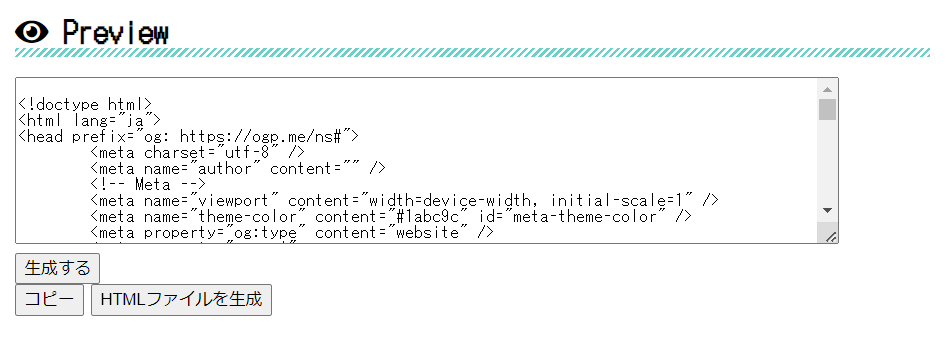 Preview
<!doctype html>
<html lang="ja">
<head prefix="og: https://ogp.me/ns#">
<meta charset="utf-8" />
<meta name="author" content="" />
<!-- Meta -->
<meta name="viewport" content="width=device-width, initial-scale=1" />
<meta name="theme-color" content="#1abc9c" id="meta-theme-color" />
<meta property="og:type" content="website" />
生成する
コピー HTMLファイルを生成